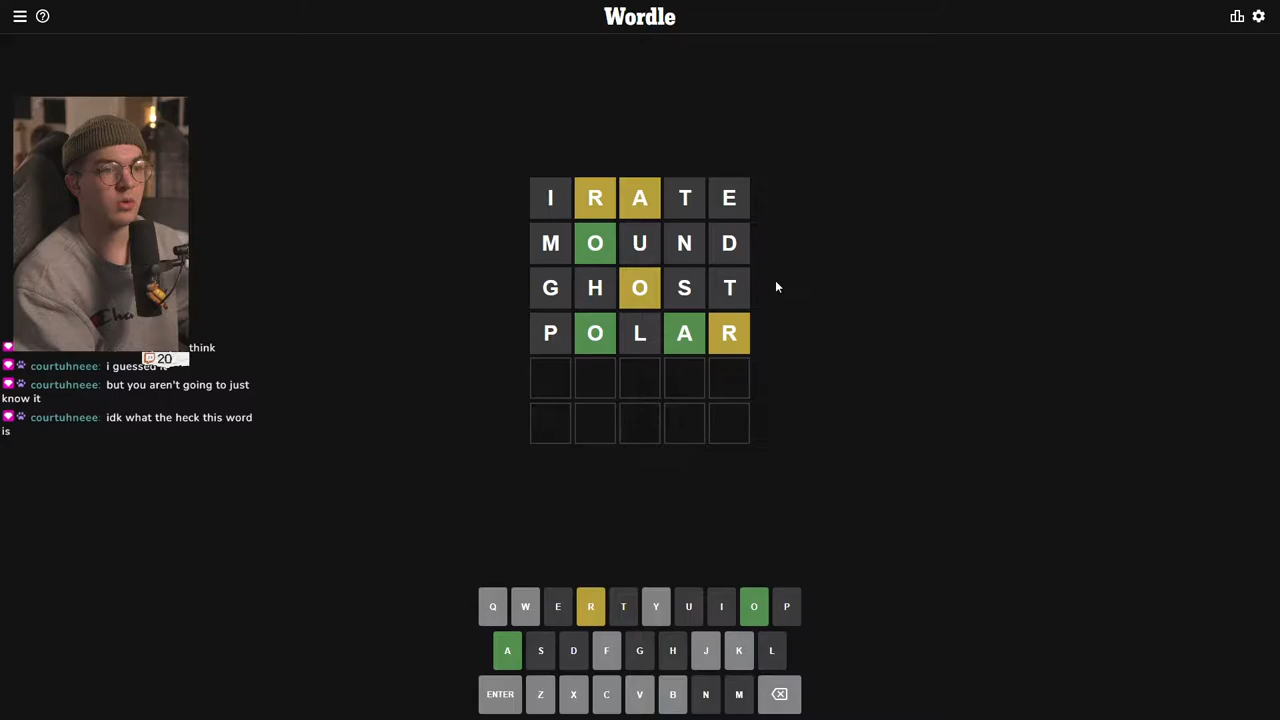 Wordle
I R A T E
M O U N D
G H O S T
P O L A R
think
20
courtuhneee: i guessed it
courtuhneee: but you aren't going to just
know it
courtuhneee: idk what the heck this word
is
Q W E R T Y U I O P
A S D F G H J K L
ENTER Z X C V B N M